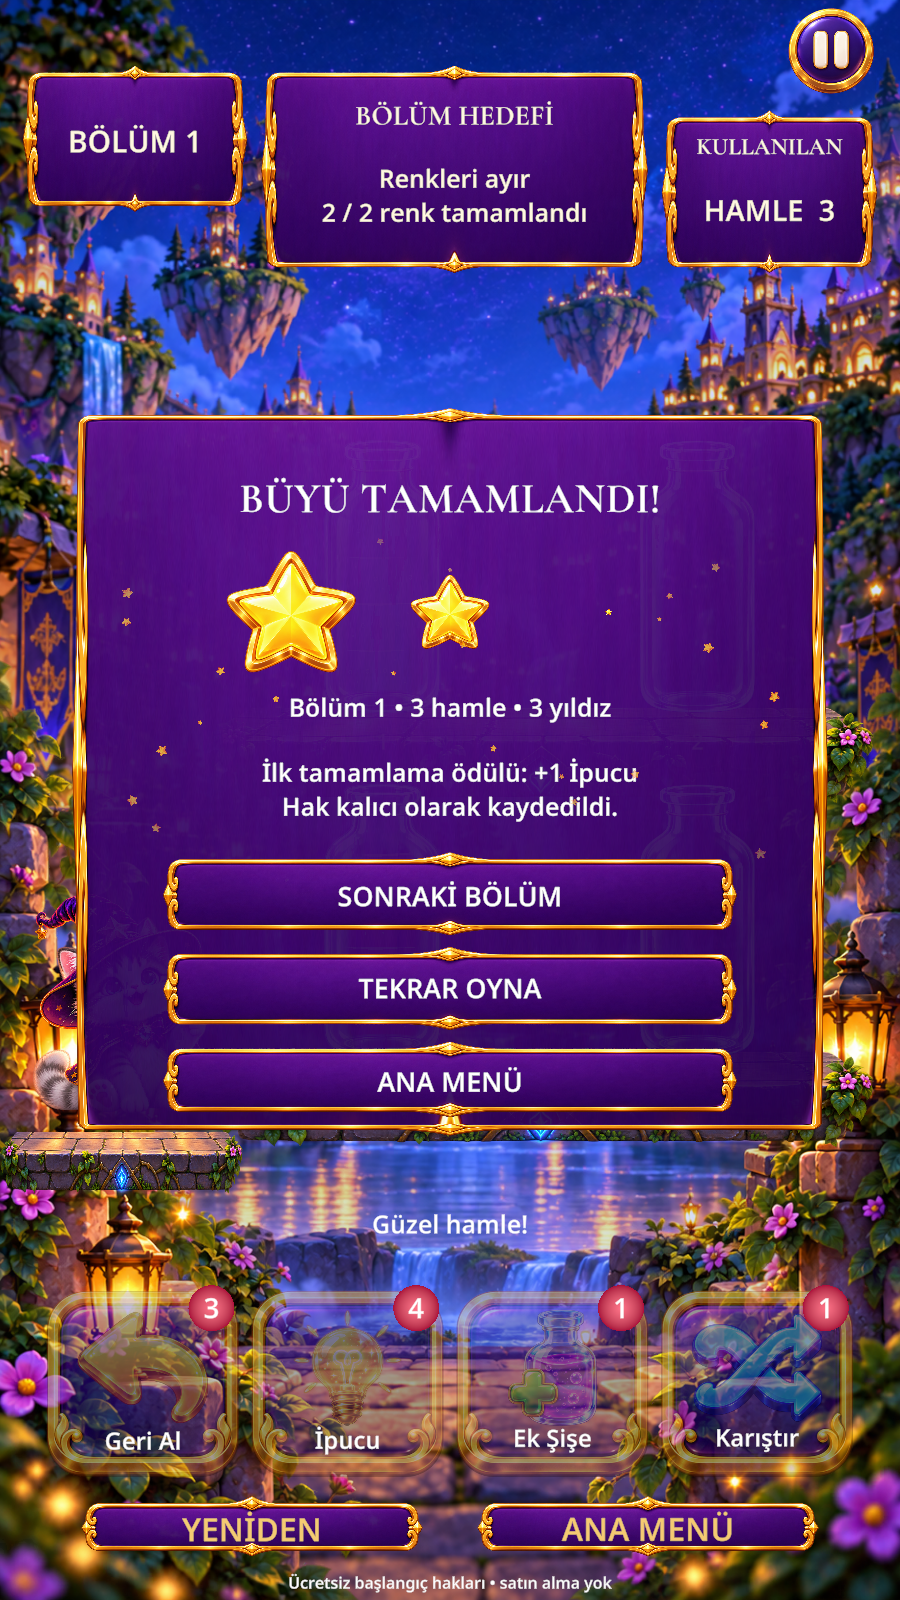 BÖLÜM 1
BÖLÜM HEDEFİ
Renkleri ayır
2 / 2 renk tamamlandı
KULLANILAN
HAMLE 3
BÜYÜ TAMAMLANDI!
Bölüm 1 • 3 hamle • 3 yıldız
İlk tamamlama ödülü: +1 İpucu
Hak kalıcı olarak kaydedildi.
SONRAKİ BÖLÜM
TEKRAR OYNA
ANA MENÜ
Güzel hamle!
3
4
1
1
Geri Al
İpucu
Ek Şişe
Karıştır
YENİDEN
ANA MENÜ
Ücretsiz başlangıç hakları • satın alma yok